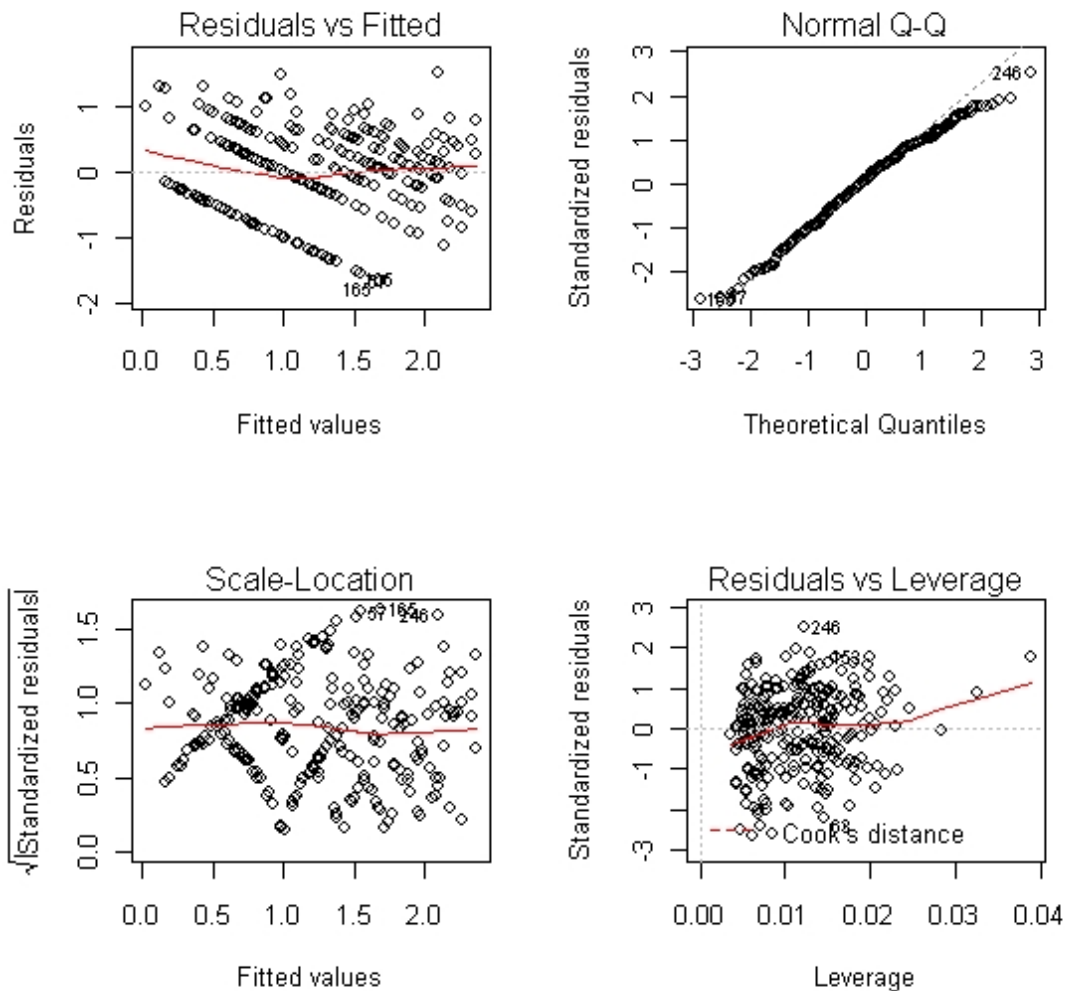 Residuals vs Fitted
Residuals
1
0
-1
-2
165
0.0 0.5 1.0 1.5 2.0
Fitted values
Normal Q-Q
Standardized residuals
3
2
1
0
-1
-2
246
-3 -2 -1 0 1 2 3
Theoretical Quantiles
Scale-Location
√|Standardized residuals|
1.5
1.0
0.5
0.0
57 165 246
0.0 0.5 1.0 1.5 2.0
Fitted values
Residuals vs Leverage
Standardized residuals
3
2
1
0
-1
-3
246
153
63
Cook's distance
0.00 0.01 0.02 0.03 0.04
Leverage